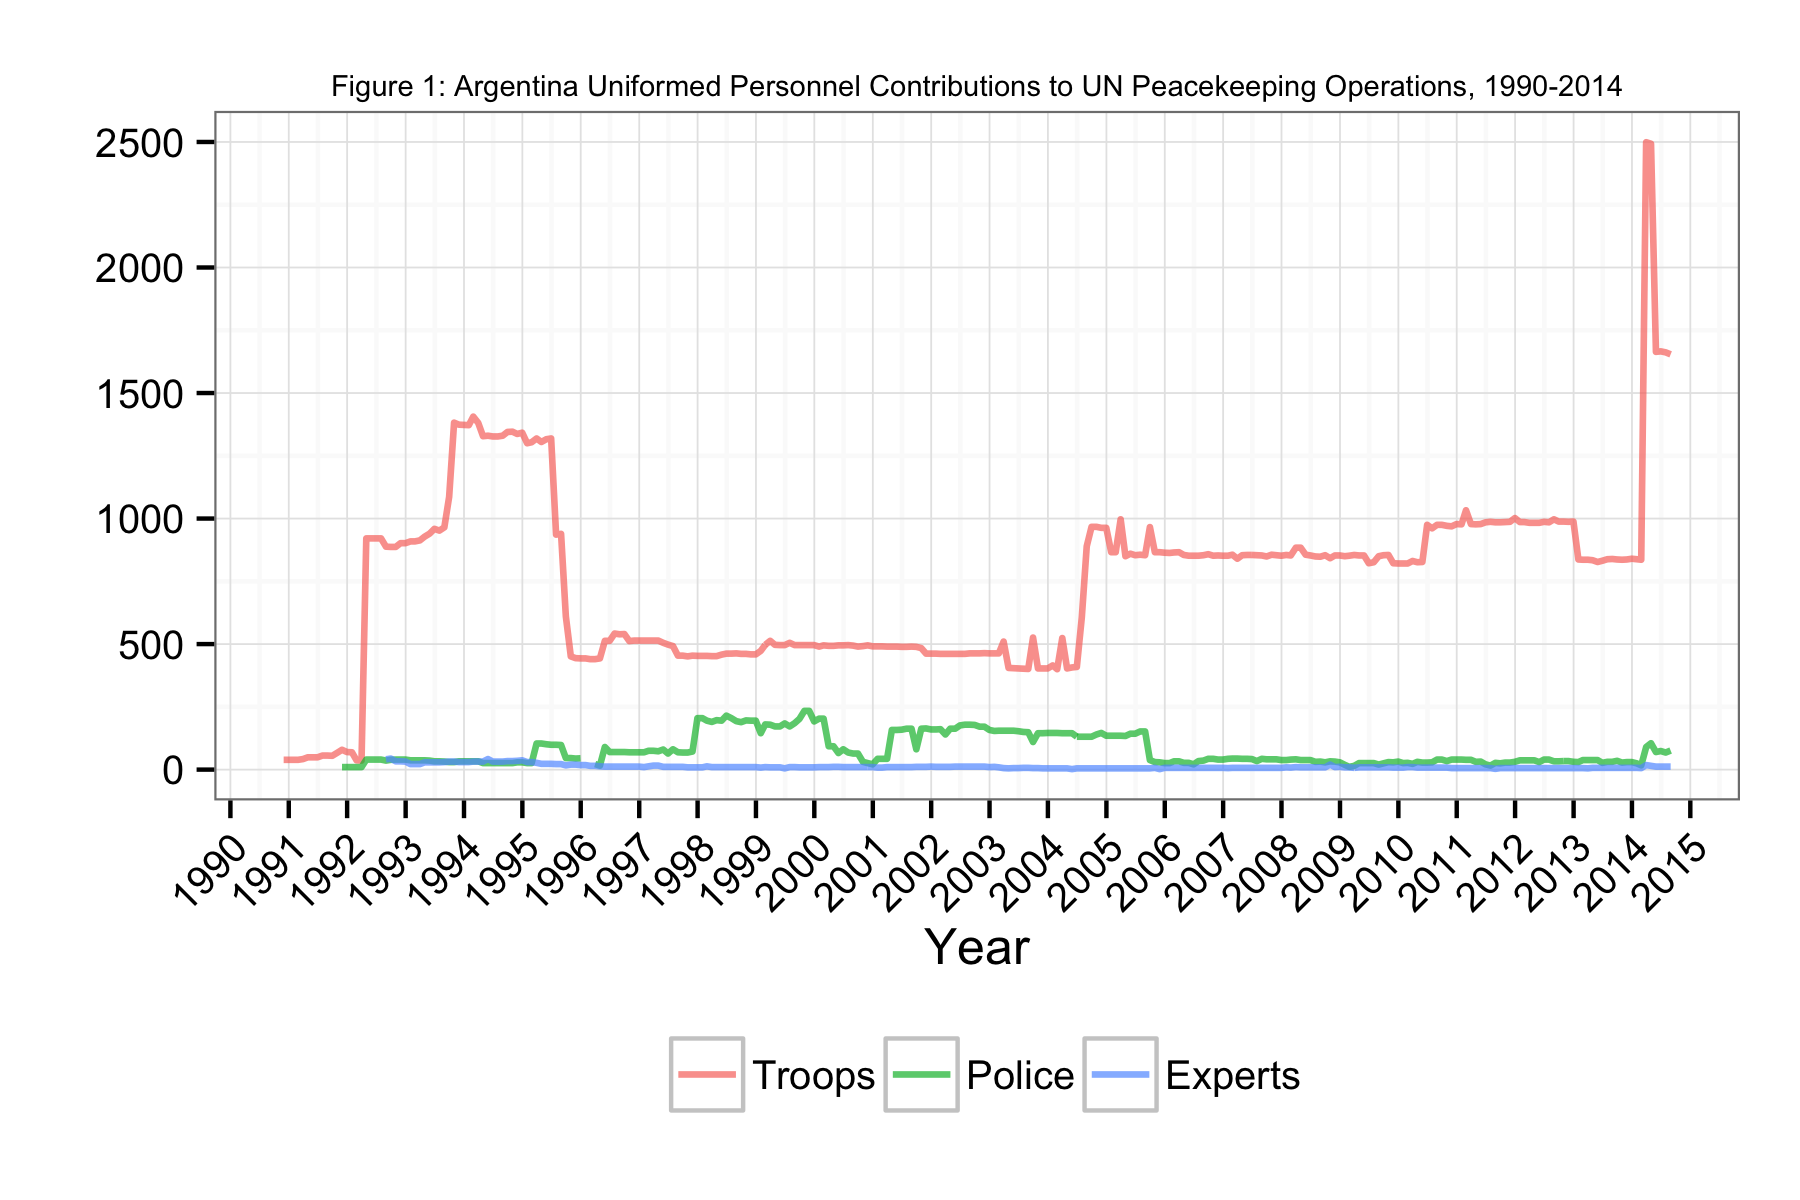 Figure 1: Argentina Uniformed Personnel Contributions to UN Peacekeeping Operations, 1990-2014
2500
2000
1500
1000
500
0
1990 1991 1992 1993 1994 1995 1996 1997 1998 1999 2000 2001 2002 2003 2004 2005 2006 2007 2008 2009 2010 2011 2012 2013 2014 2015
Year
Troops Police Experts